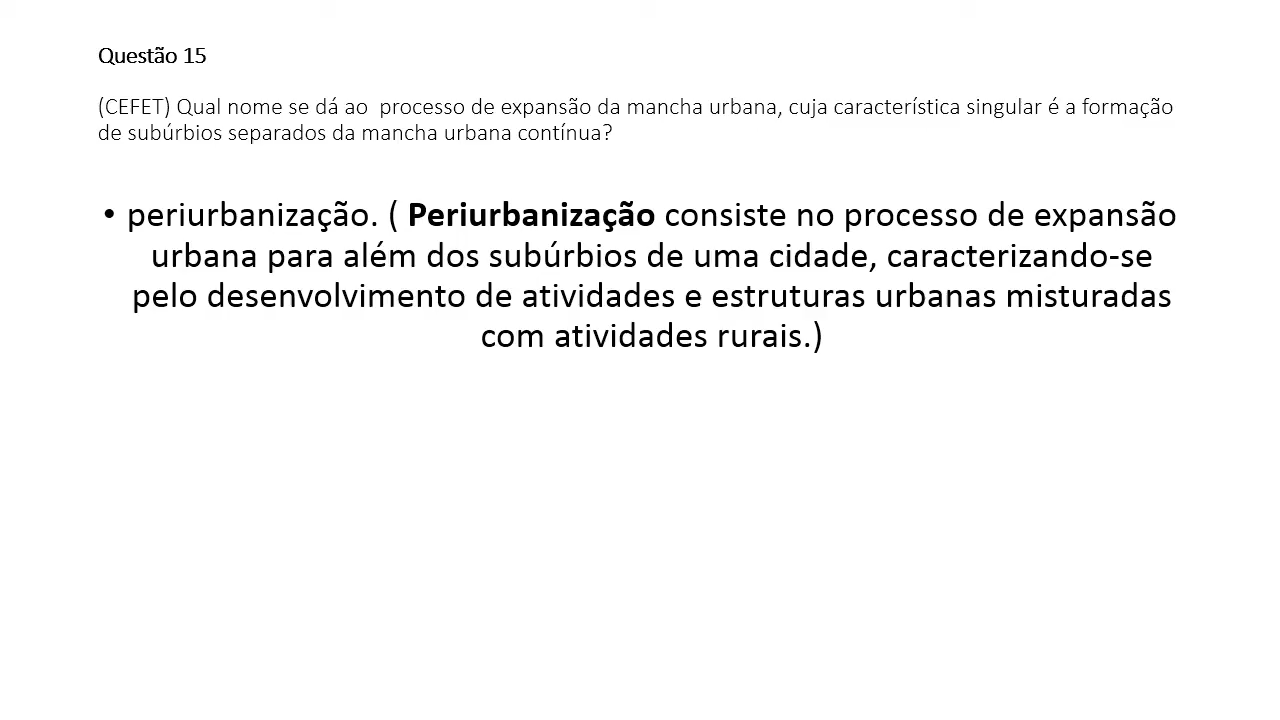 Questão 15
(CEFET) Qual nome se dá ao  processo de expansão da mancha urbana, cuja característica singular é a formação
de subúrbios separados da mancha urbana contínua?
• periurbanização. ( Periurbanização consiste no processo de expansão
urbana para além dos subúrbios de uma cidade, caracterizando-se
pelo desenvolvimento de atividades e estruturas urbanas misturadas
com atividades rurais.)